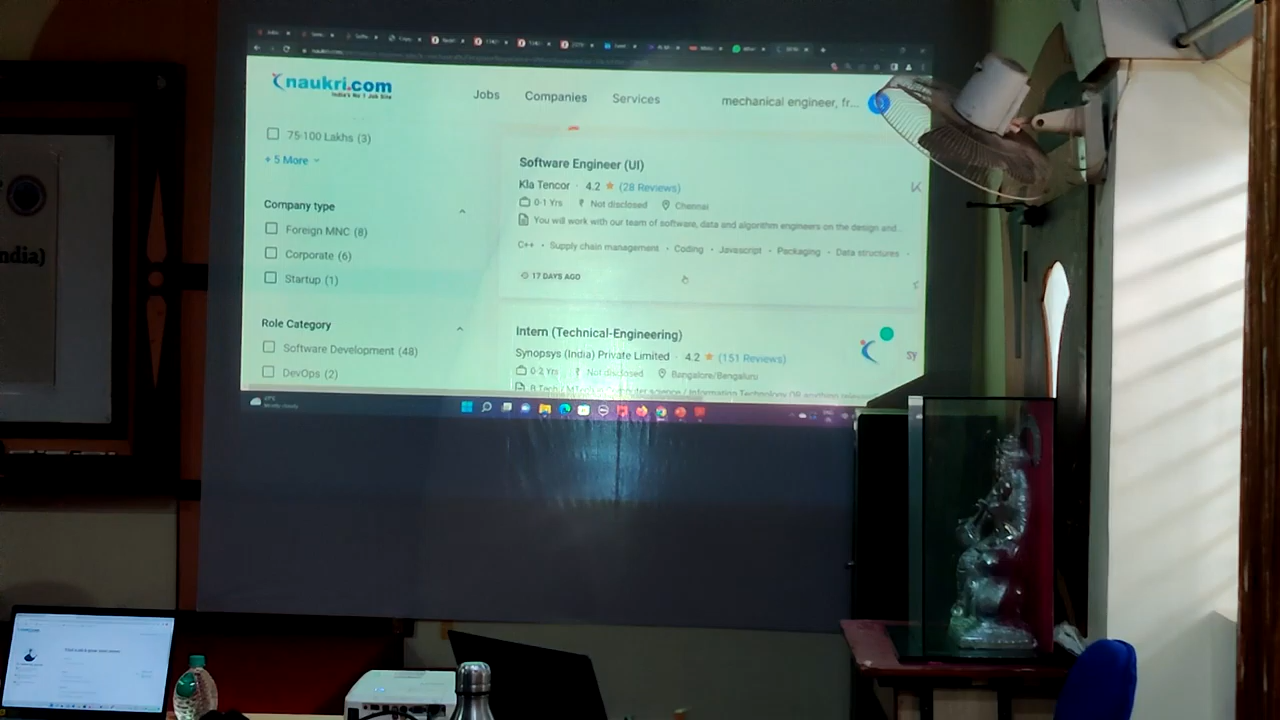 naukri.com
India's No 1 Job Site
Jobs
Companies
Services
mechanical engineer, fr...
75-100 Lakhs (3)
+ 5 More
Company type
Foreign MNC (8)
Corporate (6)
Startup (1)
Role Category
Software Development (48)
DevOps (2)
Software Engineer (UI)
Kla Tencor · 4.2 ★ (28 Reviews)
0-1 Yrs ₹ Not disclosed Chennai
You will work with our team of software, data and algorithm engineers on the design and...
C++ · Supply chain management · Coding · Javascript · Packaging · Data structures ·
17 DAYS AGO
Intern (Technical-Engineering)
Synopsys (India) Private Limited · 4.2 ★ (151 Reviews)
0-2 Yrs ₹ Not disclosed Bangalore/Bengaluru
ndia)